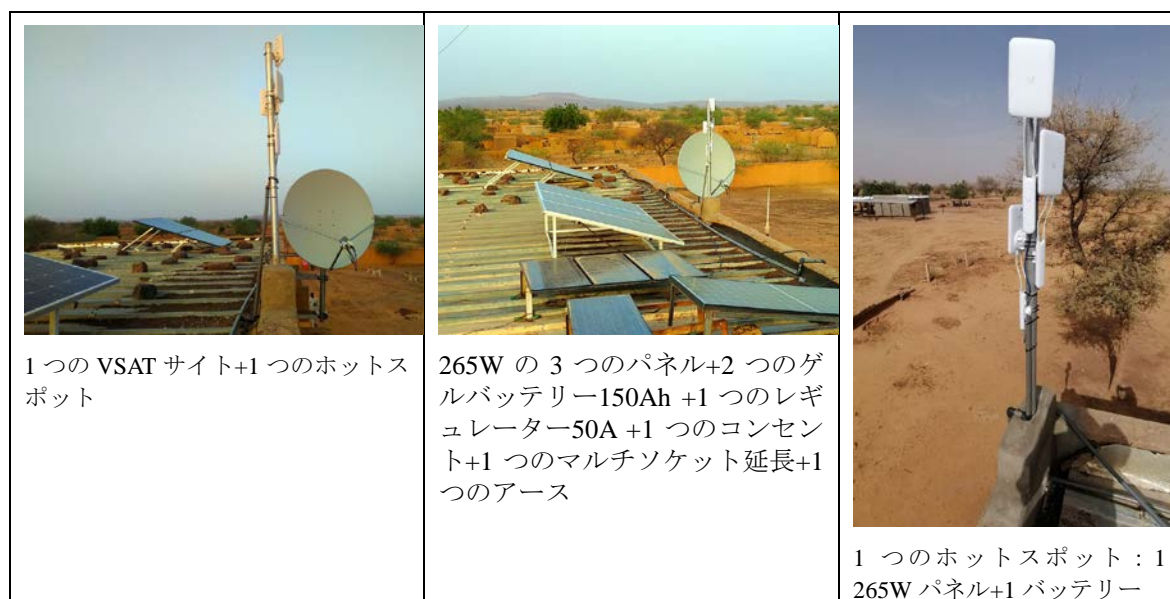 1 つの VSAT サイト+1 つのホットス
ポット
265W の 3 つのパネル+2 つのゲ
ルバッテリー150Ah +1 つのレギ
ュレーター50A +1 つのコンセン
ト+1 つのマルチソケット延長+1
つのアース
1 つのホットスポット : 1
265W パネル+1 バッテリー